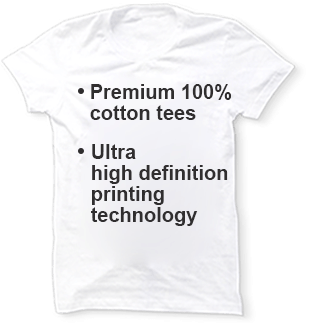 • Premium 100%
cotton tees
• Ultra
high definition
printing
technology